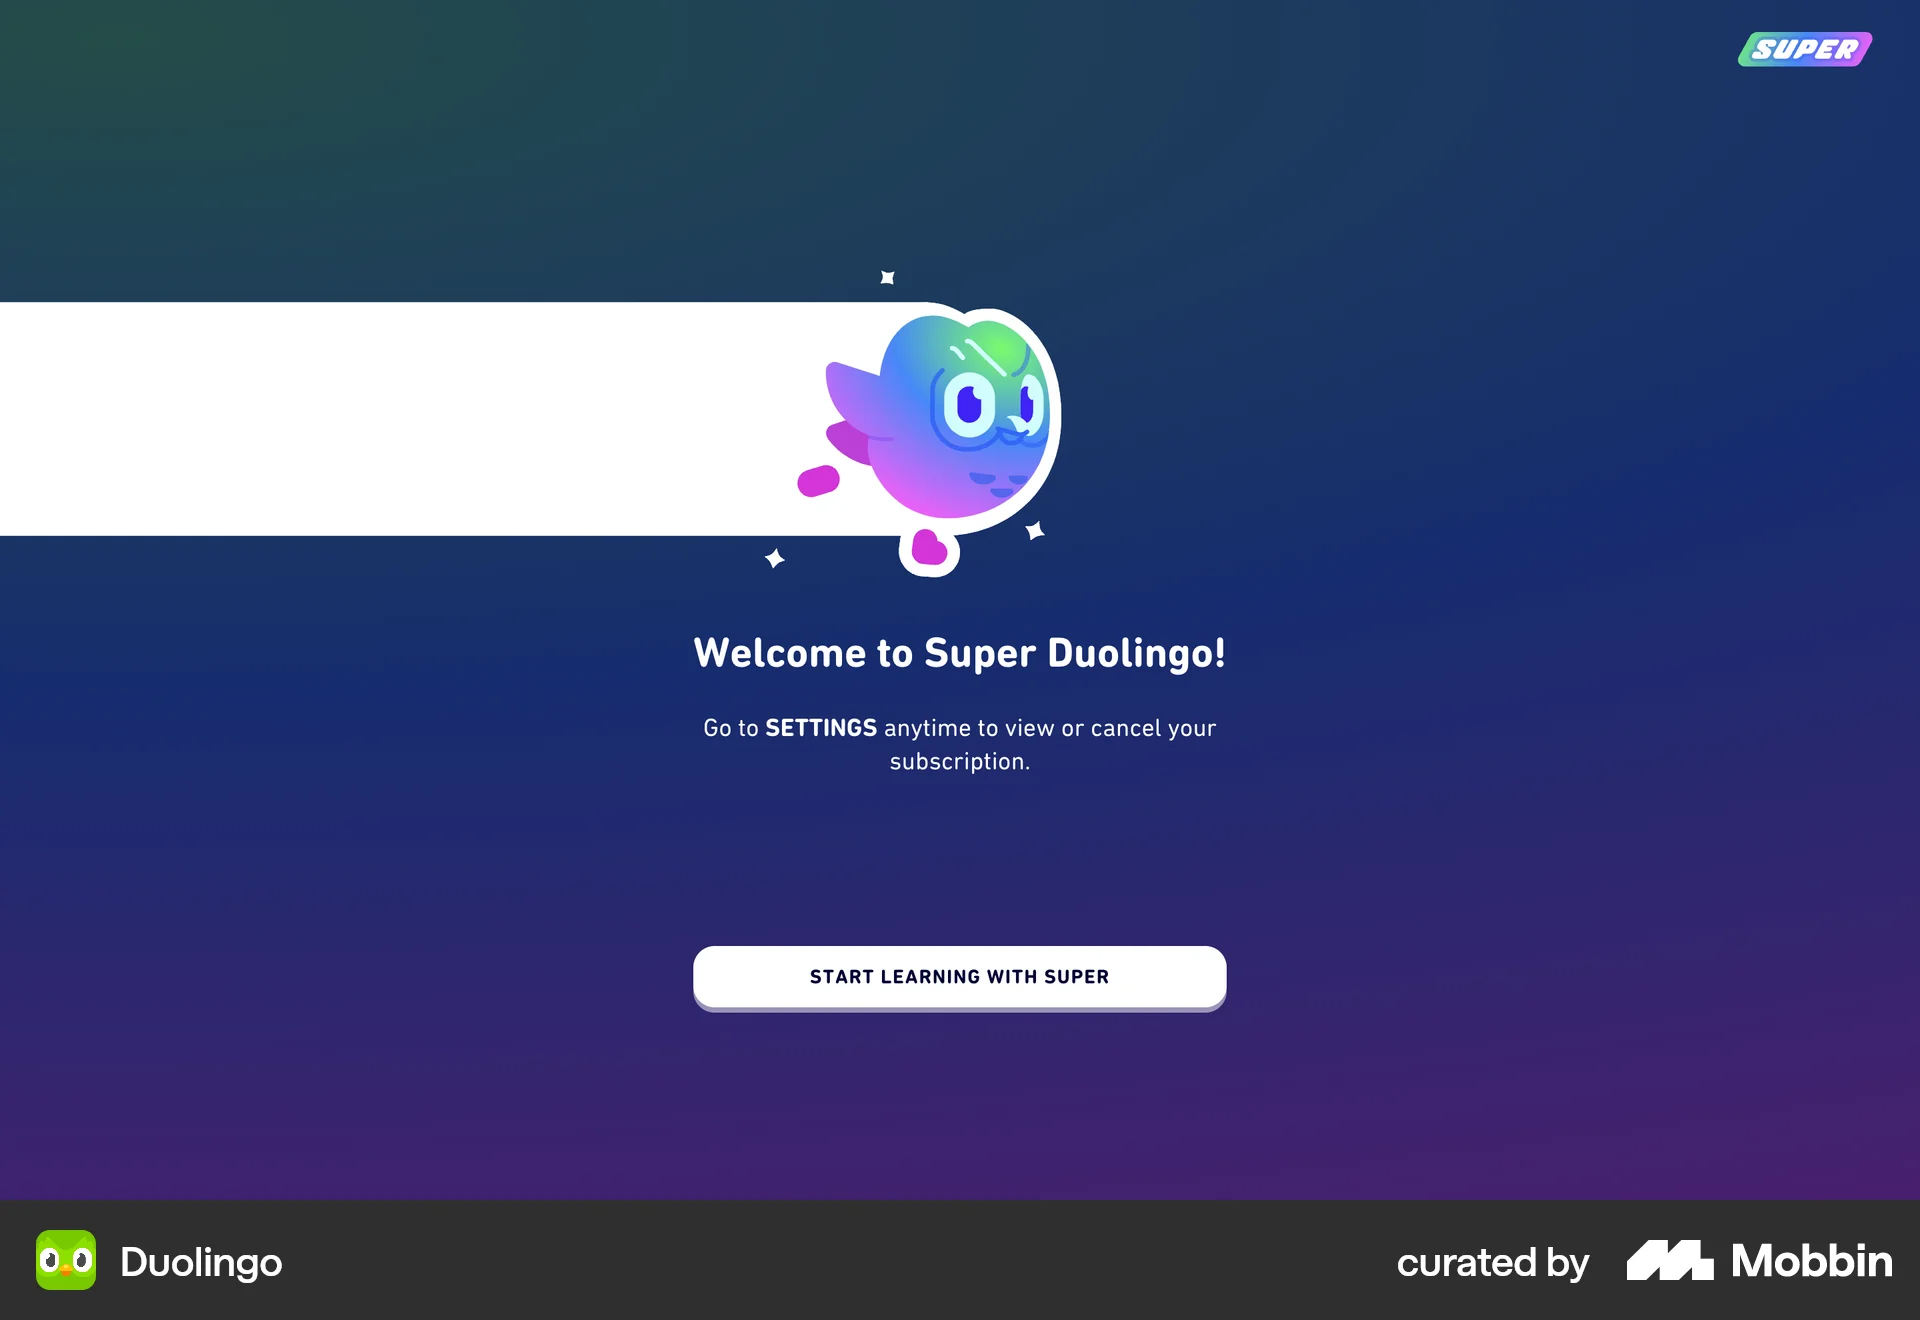 SUPER
Welcome to Super Duolingo!
Go to SETTINGS anytime to view or cancel your
subscription.
START LEARNING WITH SUPER
Duolingo
curated by Mobbin